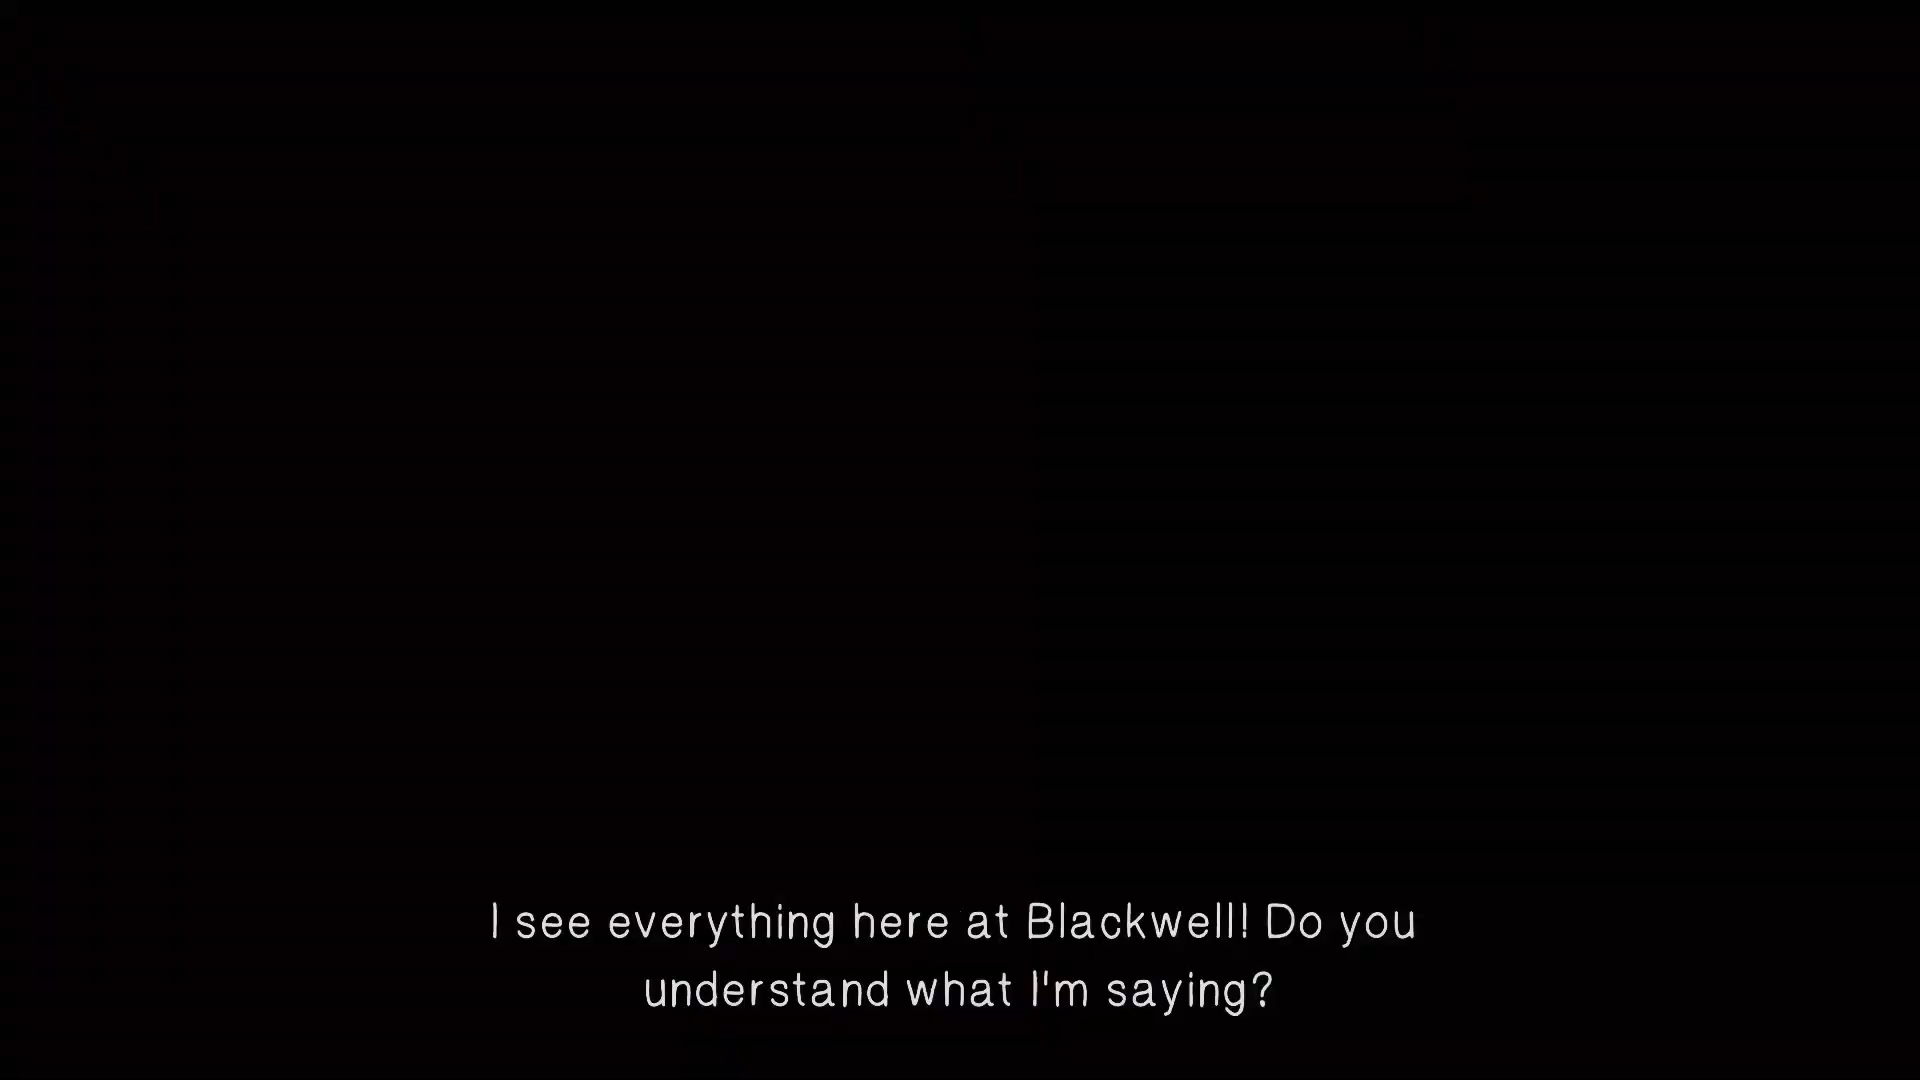 I see everything here at Blackwell! Do you
understand what I'm saying?